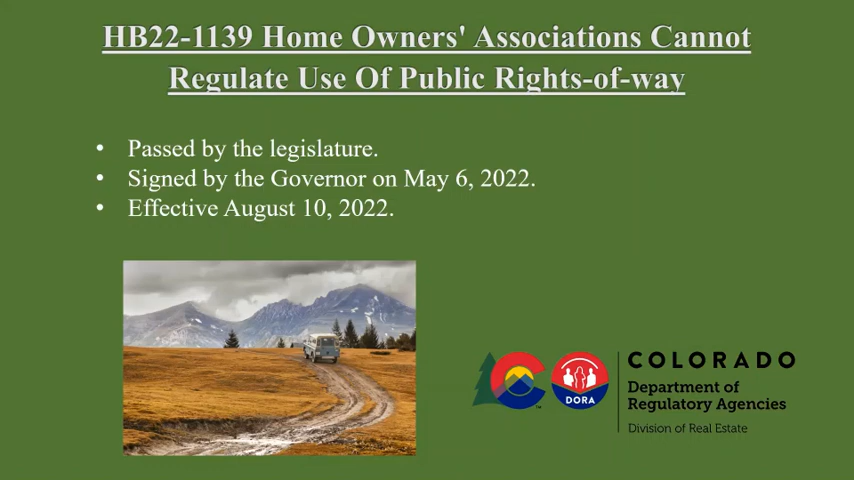 HB22-1139 Home Owners' Associations Cannot
Regulate Use Of Public Rights-of-way
• Passed by the legislature.
• Signed by the Governor on May 6, 2022.
• Effective August 10, 2022.
COLORADO
Department of
Regulatory Agencies
Division of Real Estate
DORA
TM